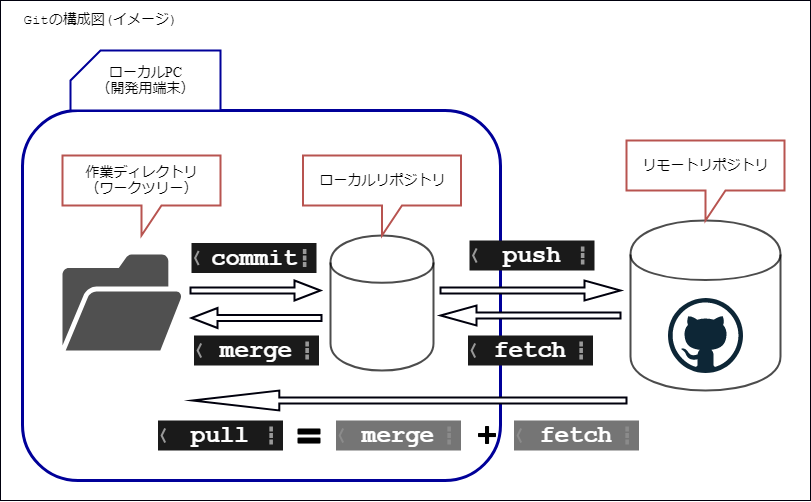 Gitの構成図(イメージ)
ローカルPC
（開発用端末）
作業ディレクトリ
（ワークツリー）
ローカルリポジトリ
リモートリポジトリ
commit
push
merge
fetch
pull = merge + fetch